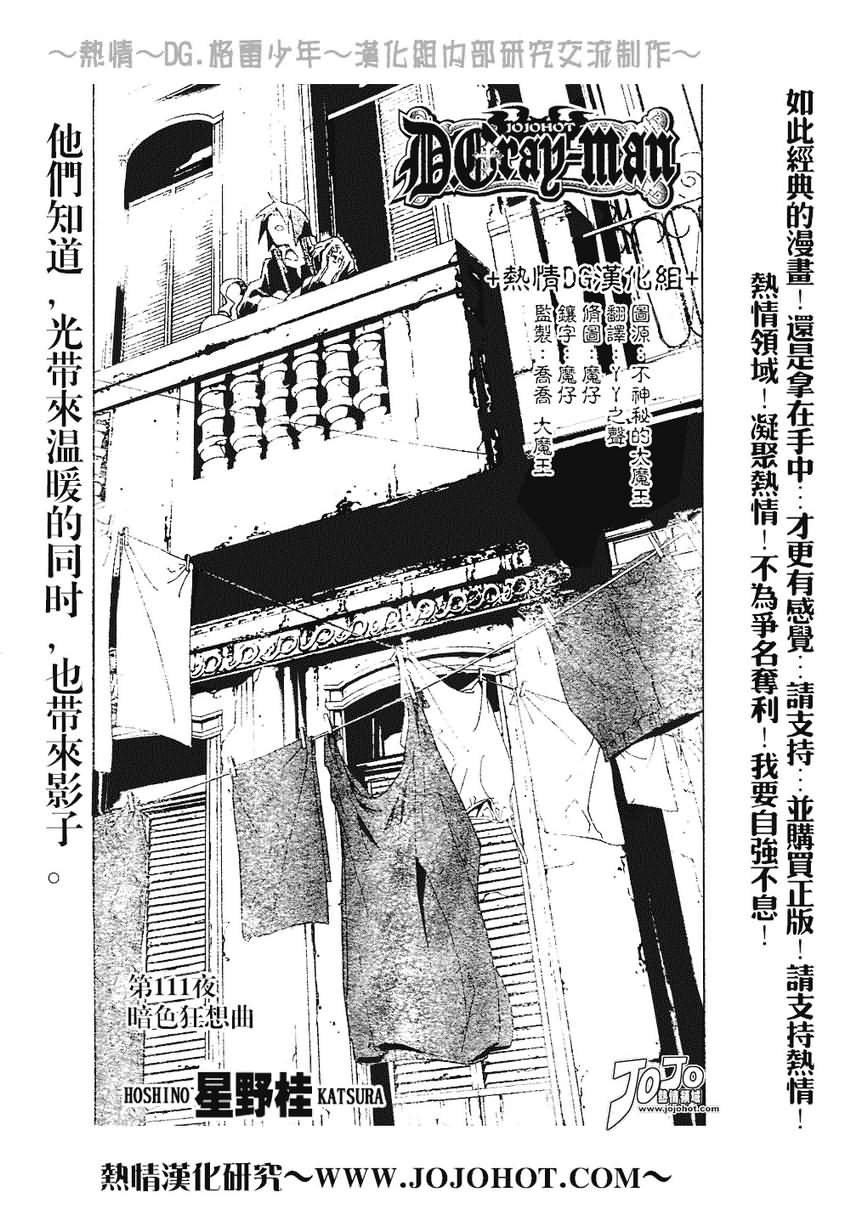 ～熱情～DG.格雷少年～漢化組内部研究交流制作～
如此經典的漫畫！還是拿在手中…才更有感覺…請支持…並購買正版！請支持熱情！
熱情領域！凝聚熱情！不為爭名奪利！我要自強不息！
JOJOHOT
D.Gray-man
+熱情DG漢化組+
圖源：不神秘的大魔王
翻譯：丫丫之聲
脩圖：魔仔
鑲字：魔仔
監製：喬喬 大魔王
他們知道，光带來温暖的同时，也带來影子。
第111夜
暗色狂想曲
HOSHINO 星野桂 KATSURA
JOJO
熱情領域
www.jojohot.com
熱情漢化研究～WWW.JOJOHOT.COM～